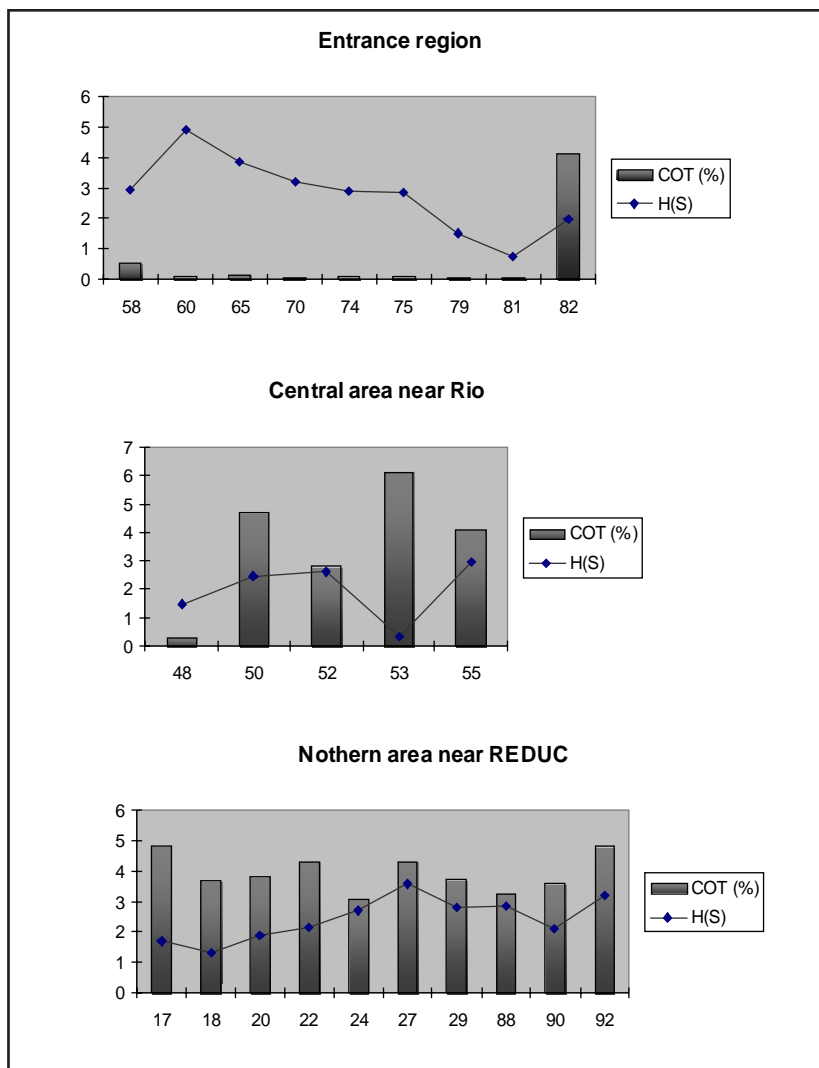 Entrance region
6
5
4
3
2
1
0
58 60 65 70 74 75 79 81 82
COT (%)
H(S)
Central area near Rio
7
6
5
4
3
2
1
0
48 50 52 53 55
COT (%)
H(S)
Nothern area near REDUC
6
5
4
3
2
1
0
17 18 20 22 24 27 29 88 90 92
COT (%)
H(S)